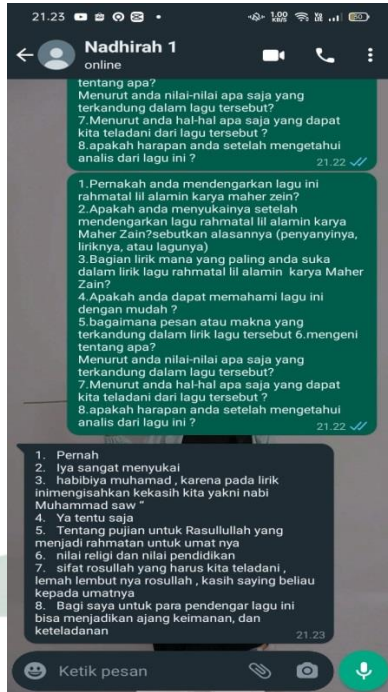 21.23
1.00 KB/S
Nadhirah 1
online
tentang apa?
Menurut anda nilai-nilai apa saja yang
terkandung dalam lagu tersebut?
7.Menurut anda hal-hal apa saja yang dapat
kita teladani dari lagu tersebut ?
8.apakah harapan anda setelah mengetahui
analis dari lagu ini ?
21.22
1.Pernakah anda mendengarkan lagu ini
rahmatal lil alamin karya maher zein?
2.Apakah anda menyukainya setelah
mendengarkan lagu rahmatal lil alamin karya
Maher Zain?sebutkan alasannya (penyanyinya,
liriknya, atau lagunya)
3.Bagian lirik mana yang paling anda suka
dalam lirik lagu rahmatal lil alamin  karya Maher
Zain?
4.Apakah anda dapat memahami lagu ini
dengan mudah ?
5.bagaimana pesan atau makna yang
terkandung dalam lirik lagu tersebut 6.mengeni
tentang apa?
Menurut anda nilai-nilai apa saja yang
terkandung dalam lagu tersebut?
7.Menurut anda hal-hal apa saja yang dapat
kita teladani dari lagu tersebut ?
8.apakah harapan anda setelah mengetahui
analis dari lagu ini ?
21.22
1. Pernah
2. Iya sangat menyukai
3. habibiya muhamad , karena pada lirik
inimengisahkan kekasih kita yakni nabi
Muhammad saw "
4. Ya tentu saja
5. Tentang pujian untuk Rasullullah yang
menjadi rahmatan untuk umat nya
6. nilai religi dan nilai pendidikan
7. sifat rosullah yang harus kita teladani ,
lemah lembut nya rosullah , kasih saying beliau
kepada umatnya
8. Bagi saya untuk para pendengar lagu ini
bisa menjadikan ajang keimanan, dan
keteladanan
21.23
Ketik pesan